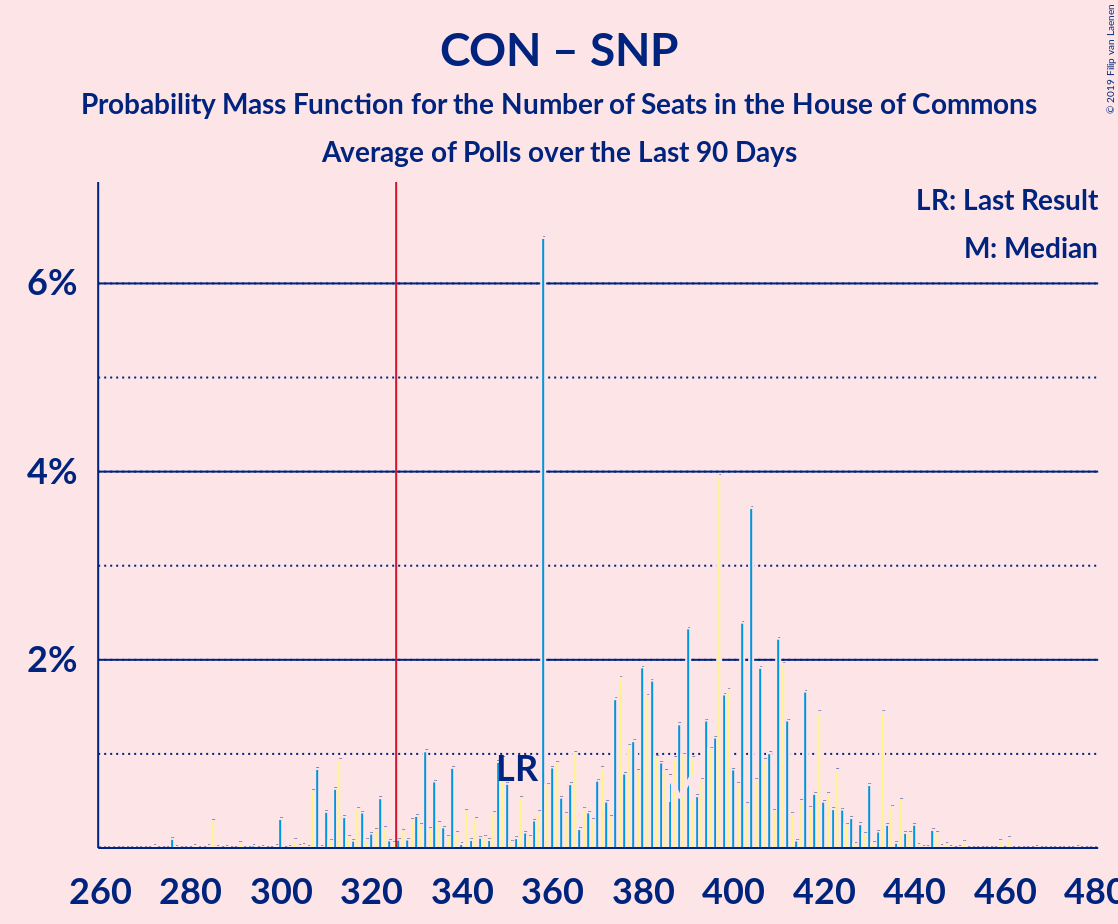 CON – SNP
Probability Mass Function for the Number of Seats in the House of Commons
Average of Polls over the Last 90 Days
© 2019 Filip van Laenen
LR: Last Result
M: Median
6%
4%
2%
LR
260 280 300 320 340 360 380 400 420 440 460 480